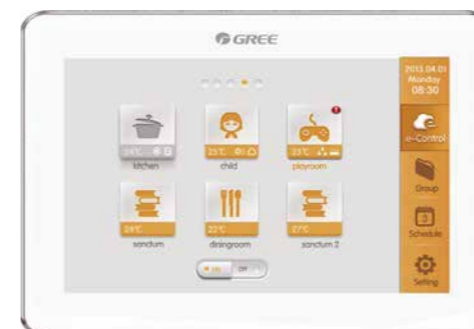 GREE
2013.04.01
Monday
08:30
e-Control
Group
3
Schedule
Setting
24℃
kitchen
25℃
child
23℃
playroom
24℃
sanctum
22℃
diningroom
27℃
sanctum 2
ON
OFF